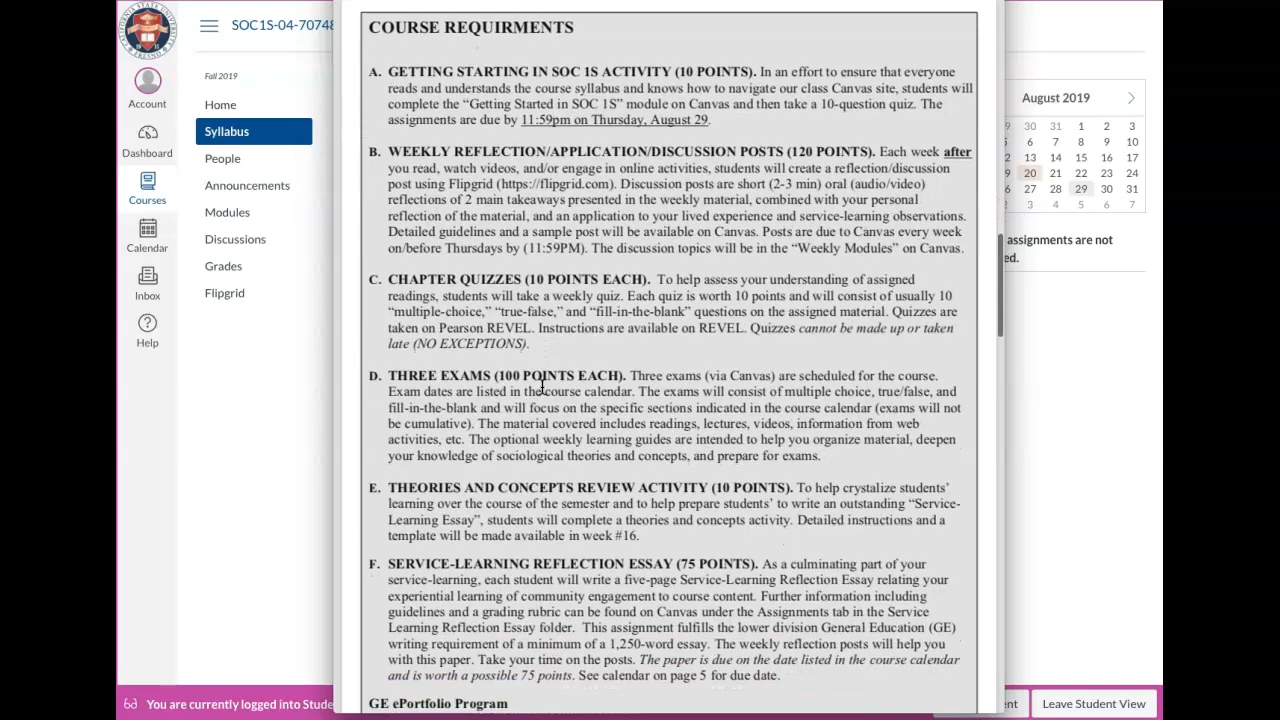 SOC1S-04-70748
Fall 2019
Home
Syllabus
People
Announcements
Modules
Discussions
Grades
Flipgrid
Account
Dashboard
Courses
Calendar
Inbox
Help
COURSE REQUIRMENTS
A. GETTING STARTING IN SOC 1S ACTIVITY (10 POINTS). In an effort to ensure that everyone
reads and understands the course syllabus and knows how to navigate our class Canvas site, students will
complete the “Getting Started in SOC 1S” module on Canvas and then take a 10-question quiz. The
assignments are due by 11:59pm on Thursday, August 29.
B. WEEKLY REFLECTION/APPLICATION/DISCUSSION POSTS (120 POINTS). Each week after
you read, watch videos, and/or engage in online activities, students will create a reflection/discussion
post using Flipgrid (https://flipgrid.com). Discussion posts are short (2-3 min) oral (audio/video)
reflections of 2 main takeaways presented in the weekly material, combined with your personal
reflection of the material, and an application to your lived experience and service-learning observations.
Detailed guidelines and a sample post will be available on Canvas. Posts are due to Canvas every week
on/before Thursdays by (11:59PM). The discussion topics will be in the “Weekly Modules” on Canvas.
C. CHAPTER QUIZZES (10 POINTS EACH). To help assess your understanding of assigned
readings, students will take a weekly quiz. Each quiz is worth 10 points and will consist of usually 10
“multiple-choice,” “true-false,” and “fill-in-the-blank” questions on the assigned material. Quizzes are
taken on Pearson REVEL. Instructions are available on REVEL. Quizzes cannot be made up or taken
late (NO EXCEPTIONS).
D. THREE EXAMS (100 POINTS EACH). Three exams (via Canvas) are scheduled for the course.
Exam dates are listed in the course calendar. The exams will consist of multiple choice, true/false, and
fill-in-the-blank and will focus on the specific sections indicated in the course calendar (exams will not
be cumulative). The material covered includes readings, lectures, videos, information from web
activities, etc. The optional weekly learning guides are intended to help you organize material, deepen
your knowledge of sociological theories and concepts, and prepare for exams.
E. THEORIES AND CONCEPTS REVIEW ACTIVITY (10 POINTS). To help crystalize students’
learning over the course of the semester and to help prepare students’ to write an outstanding “Service-
Learning Essay”, students will complete a theories and concepts activity. Detailed instructions and a
template will be made available in week #16.
F. SERVICE-LEARNING REFLECTION ESSAY (75 POINTS). As a culminating part of your
service-learning, each student will write a five-page Service-Learning Reflection Essay relating your
experiential learning of community engagement to course content. Further information including
guidelines and a grading rubric can be found on Canvas under the Assignments tab in the Service
Learning Reflection Essay folder. This assignment fulfills the lower division General Education (GE)
writing requirement of a minimum of a 1,250-word essay. The weekly reflection posts will help you
with this paper. Take your time on the posts. The paper is due on the date listed in the course calendar
and is worth a possible 75 points. See calendar on page 5 for due date.
GE ePortfolio Program
August 2019
9 30 31 1 2 3
6 7 8 9 10
13 14 15 16 17
9 20 21 22 23 24
6 27 28 29 30 31
3 4 5 6 7
assignments are not
ed.
You are currently logged into Stude
ent
Leave Student View